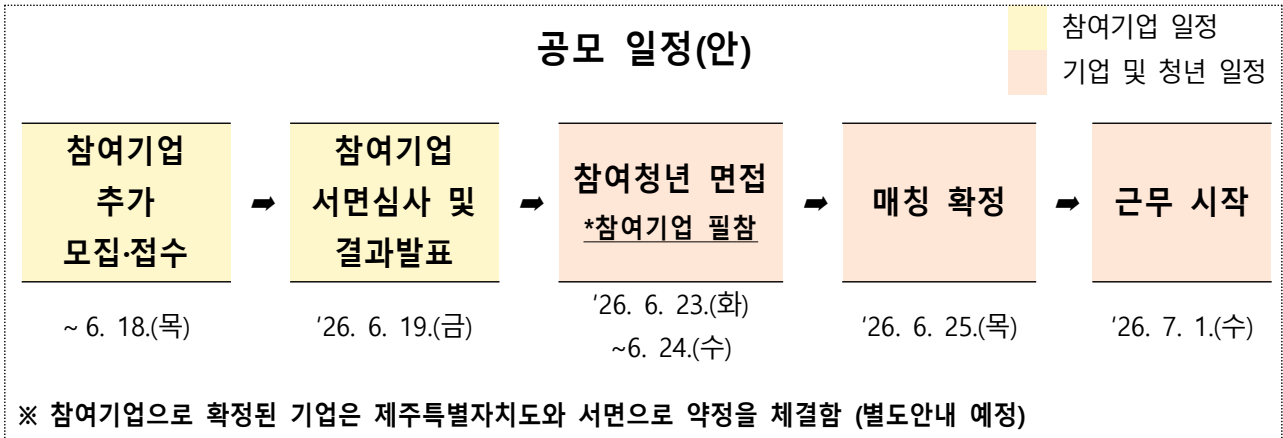 공모 일정(안)
참여기업 일정
기업 및 청년 일정
참여기업
추가
모집·접수
➡
참여기업
서면심사 및
결과발표
➡
참여청년 면접
*참여기업 필참
➡
매칭 확정
➡
근무 시작
~ 6. 18.(목)
'26. 6. 19.(금)
'26. 6. 23.(화)
~6. 24.(수)
'26. 6. 25.(목)
'26. 7. 1.(수)
※ 참여기업으로 확정된 기업은 제주특별자치도와 서면으로 약정을 체결함 (별도안내 예정)